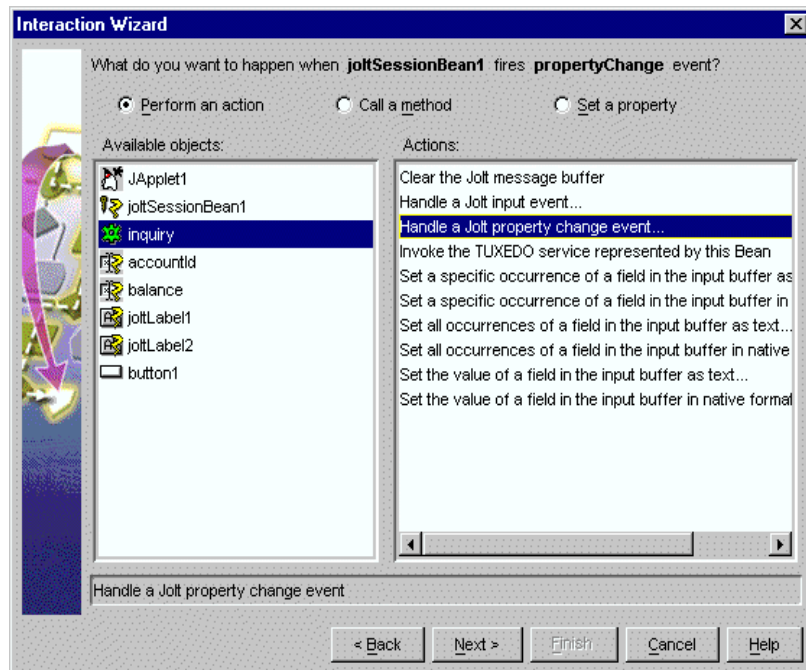 Interaction Wizard
What do you want to happen when joltSessionBean1 fires propertyChange event?
Perform an action Call a method Set a property
Available objects:
JApplet1
joltSessionBean1
inquiry
accountId
balance
joltLabel1
joltLabel2
button1
Actions:
Clear the Jolt message buffer
Handle a Jolt input event...
Handle a Jolt property change event...
Invoke the TUXEDO service represented by this Bean
Set a specific occurrence of a field in the input buffer as
Set a specific occurrence of a field in the input buffer in
Set all occurrences of a field in the input buffer as text...
Set all occurrences of a field in the input buffer in native
Set the value of a field in the input buffer as text...
Set the value of a field in the input buffer in native format
Handle a Jolt property change event
< Back Next > Finish Cancel Help